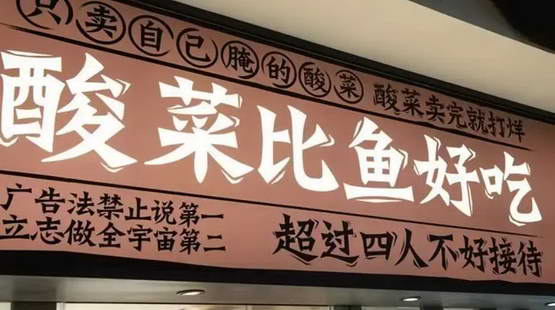 只卖自己腌的酸菜 酸菜卖完就打烊
酸菜比鱼好吃
广告法禁止说第一
立志做全宇宙第二
超过四人不好接待